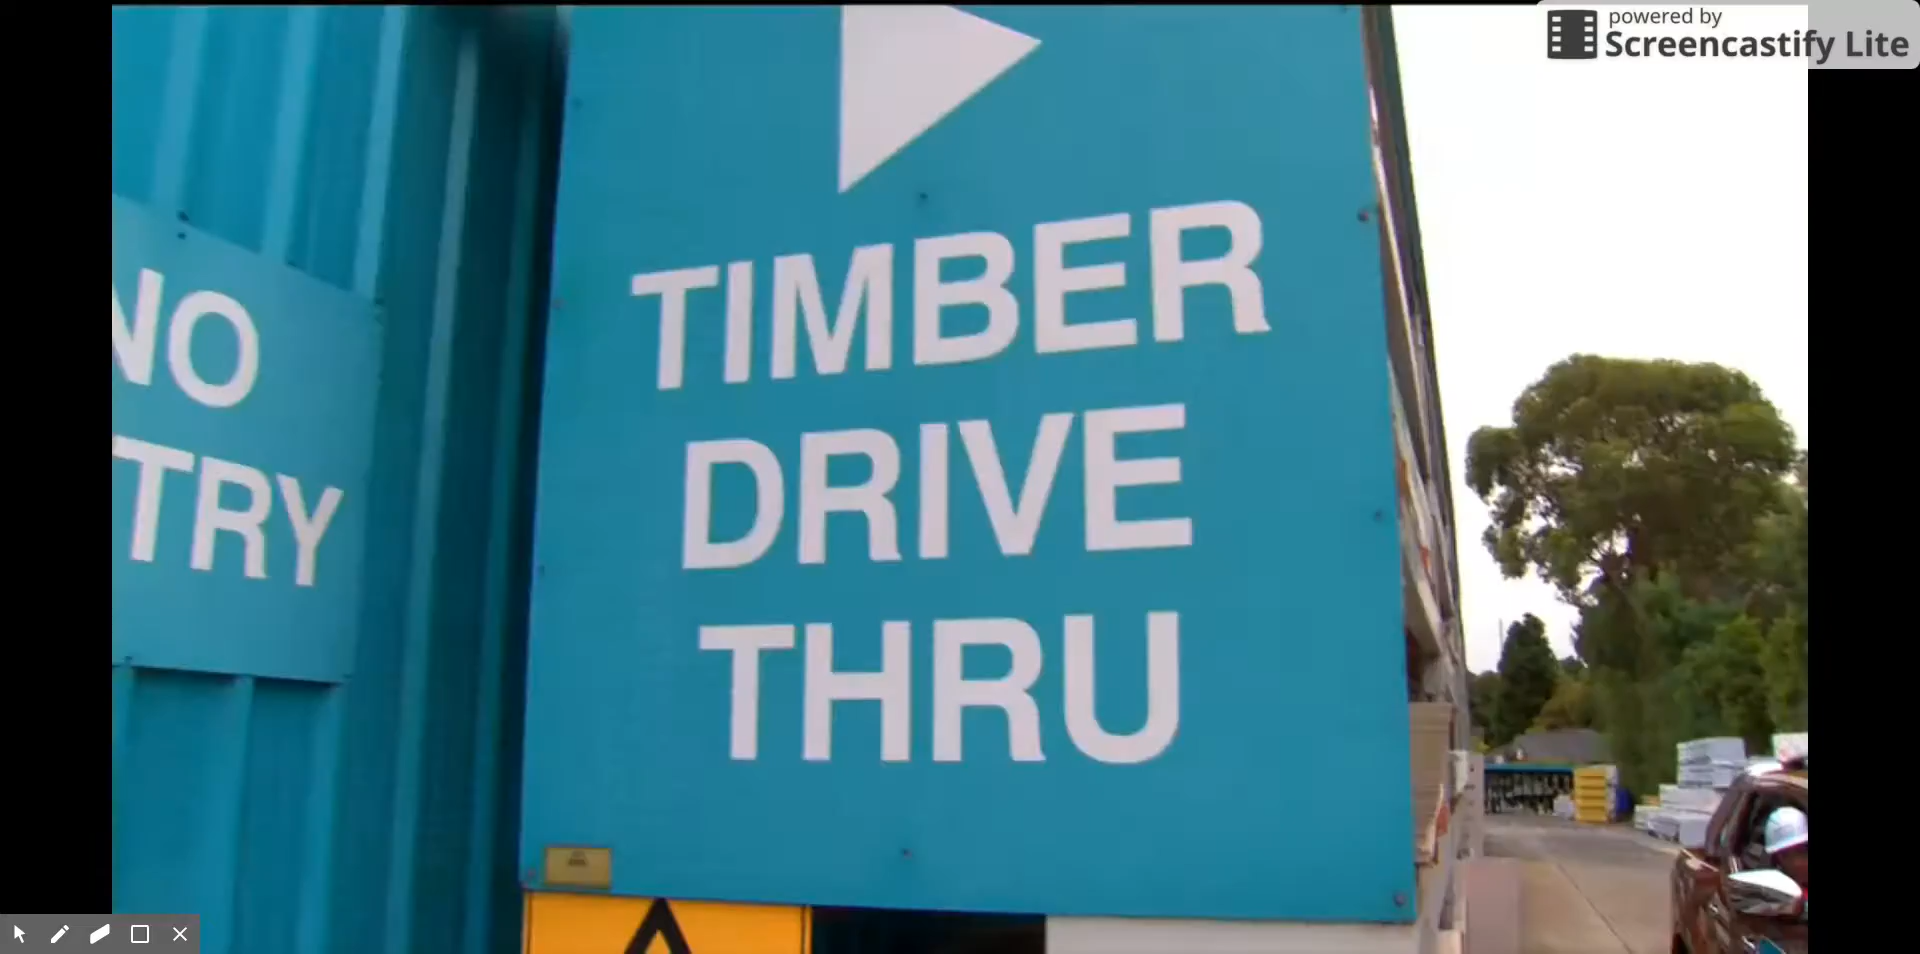 powered by
Screencastify Lite
NO
TRY
TIMBER
DRIVE
THRU